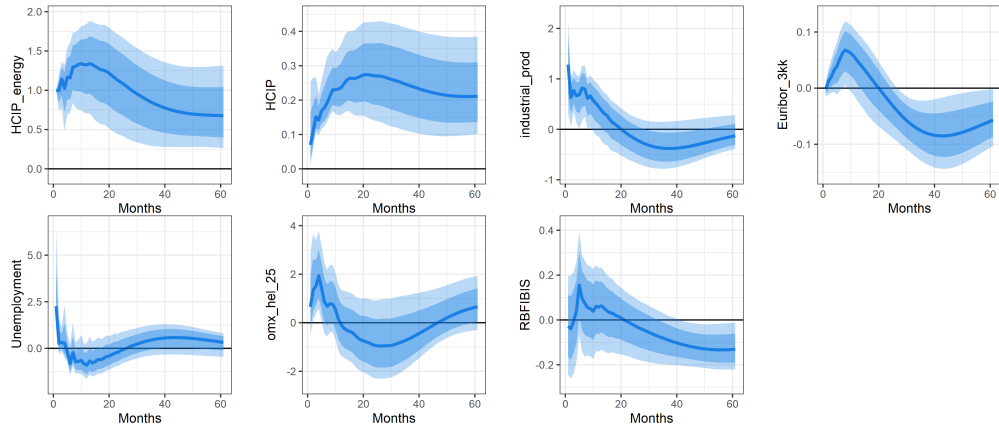 HCIP_energy
2.0
1.5
1.0
0.5
0.0
0 20 40 60
Months
HCIP
0.4
0.3
0.2
0.1
0.0
0 20 40 60
Months
industrial_prod
2
1
0
-1
0 20 40 60
Months
Euribor_3kk
0.1
0.0
-0.1
0 20 40 60
Months
Unemployment
5.0
2.5
0.0
0 20 40 60
Months
omx_hel_25
4
2
0
-2
0 20 40 60
Months
RBFIBIS
0.4
0.2
0.0
-0.2
0 20 40 60
Months